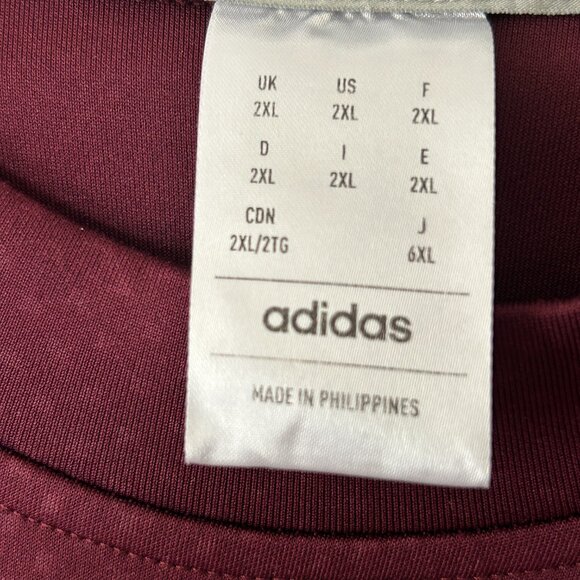 UK US F
2XL 2XL 2XL
D I E
2XL 2XL 2XL
CDN J
2XL/2TG 6XL
adidas
MADE IN PHILIPPINES